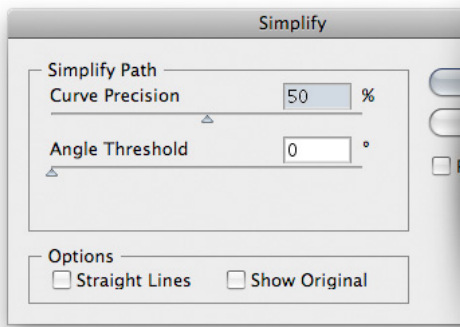 Simplify
Simplify Path
Curve Precision 50 %
Angle Threshold 0 °
Options
Straight Lines Show Original